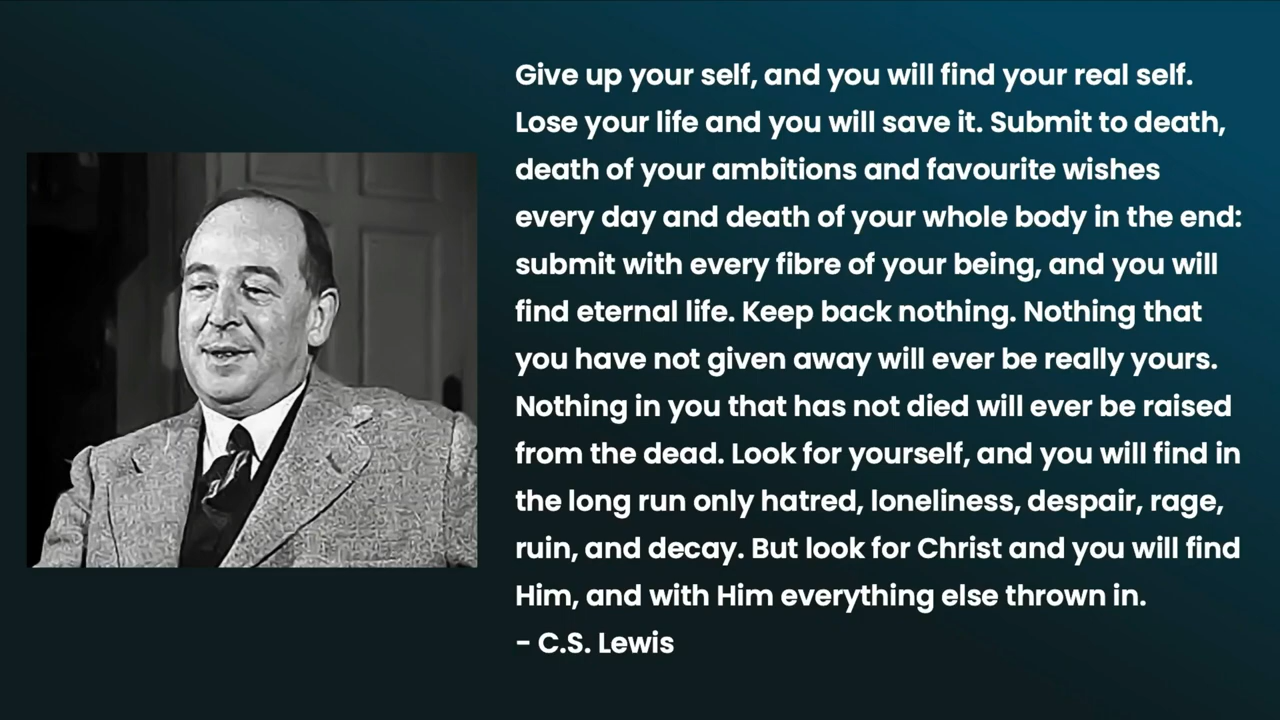 Give up your self, and you will find your real self.
Lose your life and you will save it. Submit to death,
death of your ambitions and favourite wishes
every day and death of your whole body in the end:
submit with every fibre of your being, and you will
find eternal life. Keep back nothing. Nothing that
you have not given away will ever be really yours.
Nothing in you that has not died will ever be raised
from the dead. Look for yourself, and you will find in
the long run only hatred, loneliness, despair, rage,
ruin, and decay. But look for Christ and you will find
Him, and with Him everything else thrown in.
– C.S. Lewis